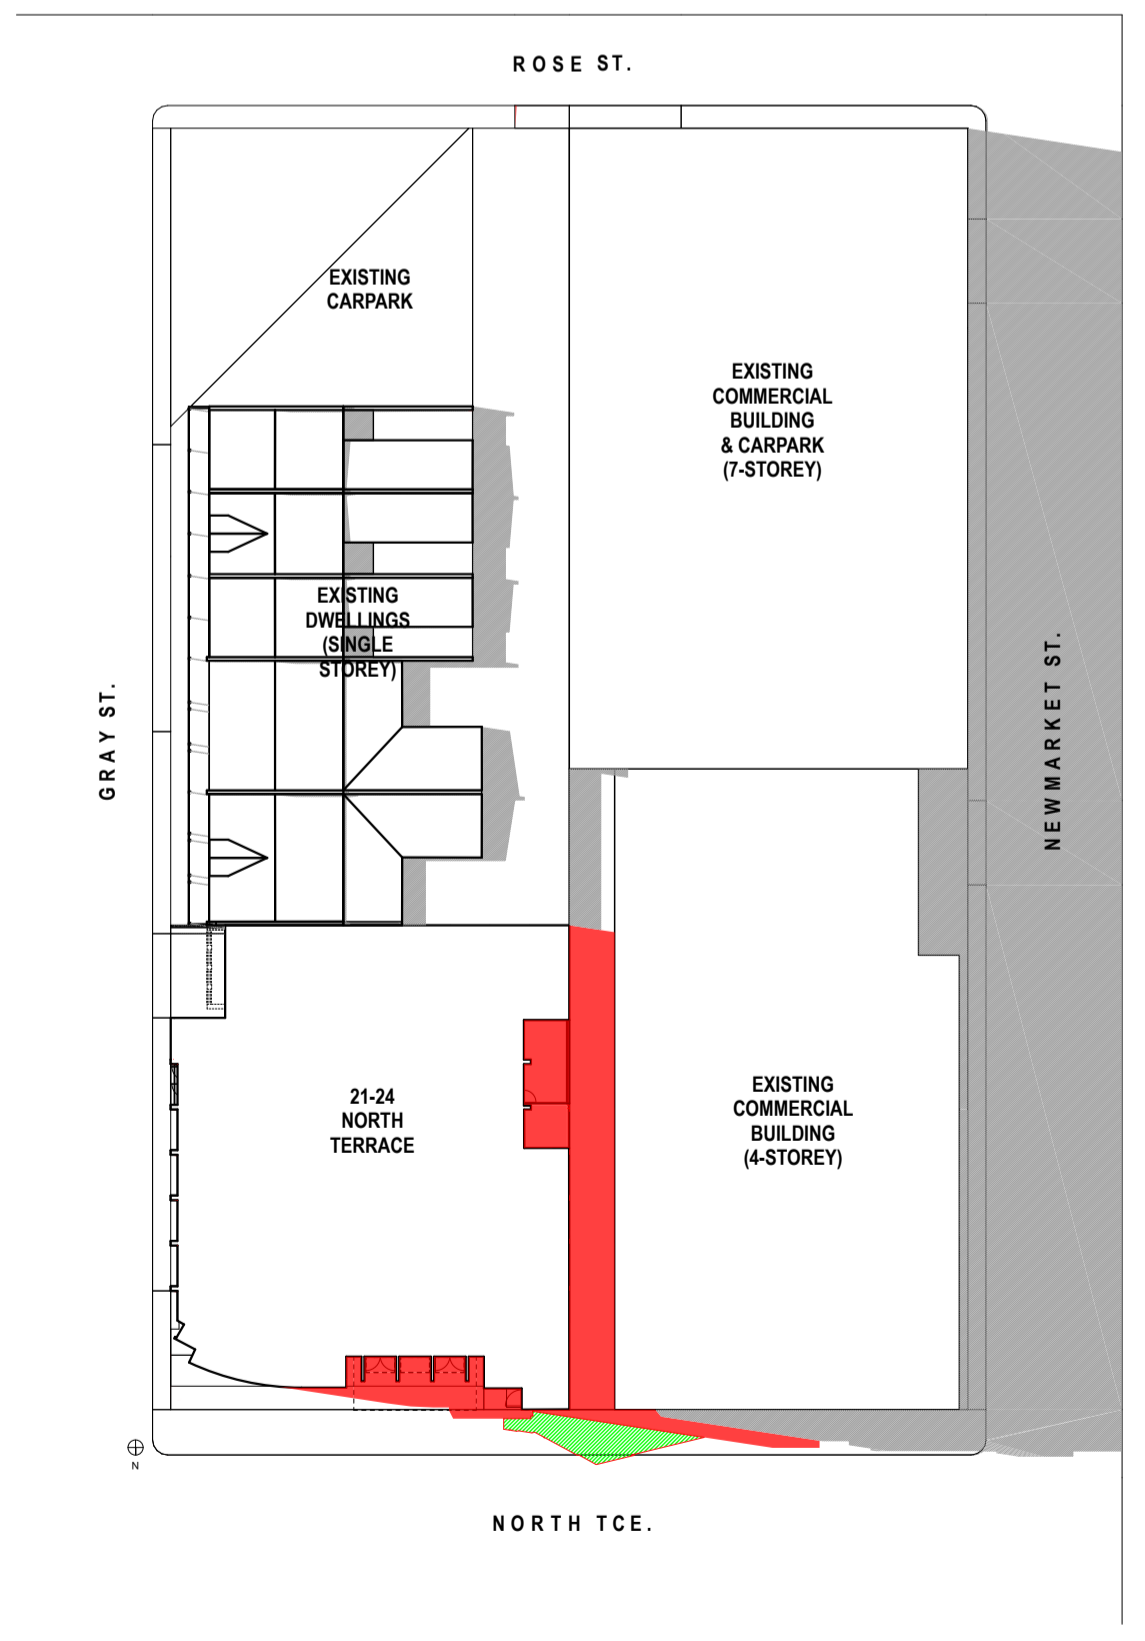 ROSE ST.
EXISTING
CARPARK
EXISTING
COMMERCIAL
BUILDING
& CARPARK
(7-STOREY)
EXISTING
DWELLINGS
(SINGLE
STOREY)
GRAY ST.
NEWMARKET ST.
21-24
NORTH
TERRACE
EXISTING
COMMERCIAL
BUILDING
(4-STOREY)
N
NORTH TCE.